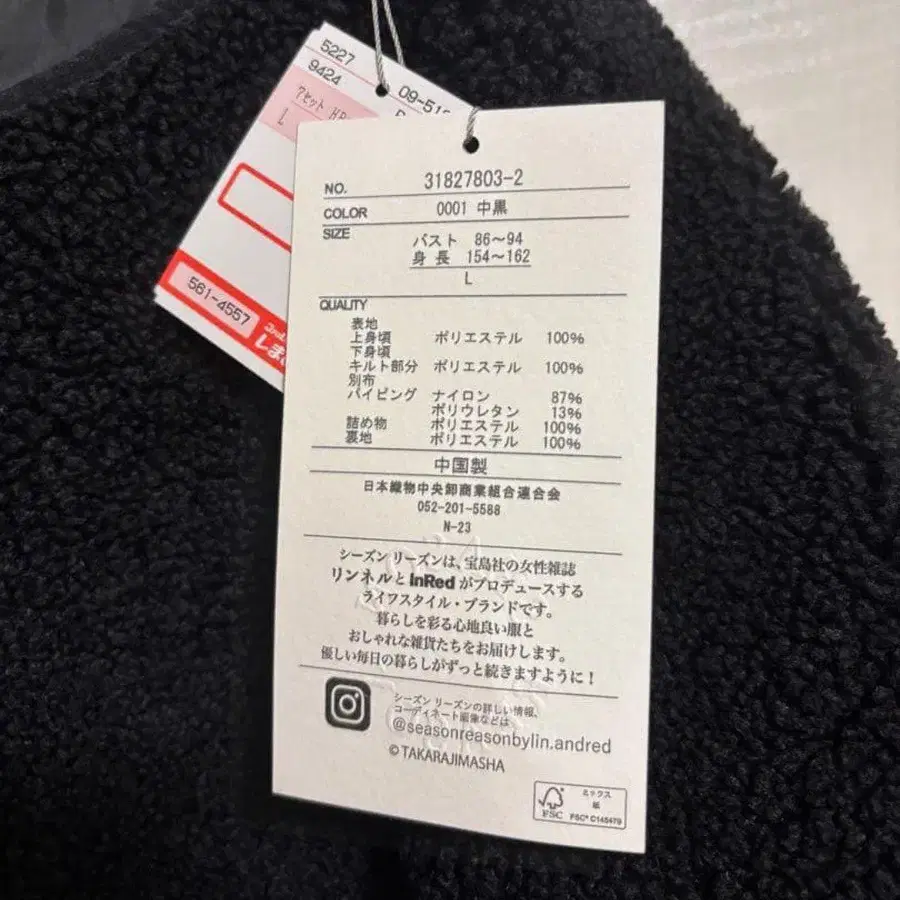 5227
9424
09-51
L
561-4557
NO. 31827803-2
COLOR 0001 中黒
SIZE
バスト 86～94
身長 154～162
L
QUALITY
表地
上身頃 ポリエステル 100%
下身頃
キルト部分 ポリエステル 100%
別布
パイピング ナイロン 87%
ポリウレタン 13%
詰め物 ポリエステル 100%
裏地 ポリエステル 100%
中国製
日本織物中央卸商業組合連合会
052-201-5588
N-23
シーズン リーズンは、宝島社の女性雑誌
リンネルと InRed がプロデュースする
ライフスタイル・ブランドです。
暮らしを彩る心地良い服と
おしゃれな雑貨たちをお届けします。
優しい毎日の暮らしがずっと続きますように！
シーズン リーズンの詳しい情報、
コーディネート画像などは
@seasonreasonbylin.andred
© TAKARAJIMASHA
FSC
ミックス
紙
FSC® C145479